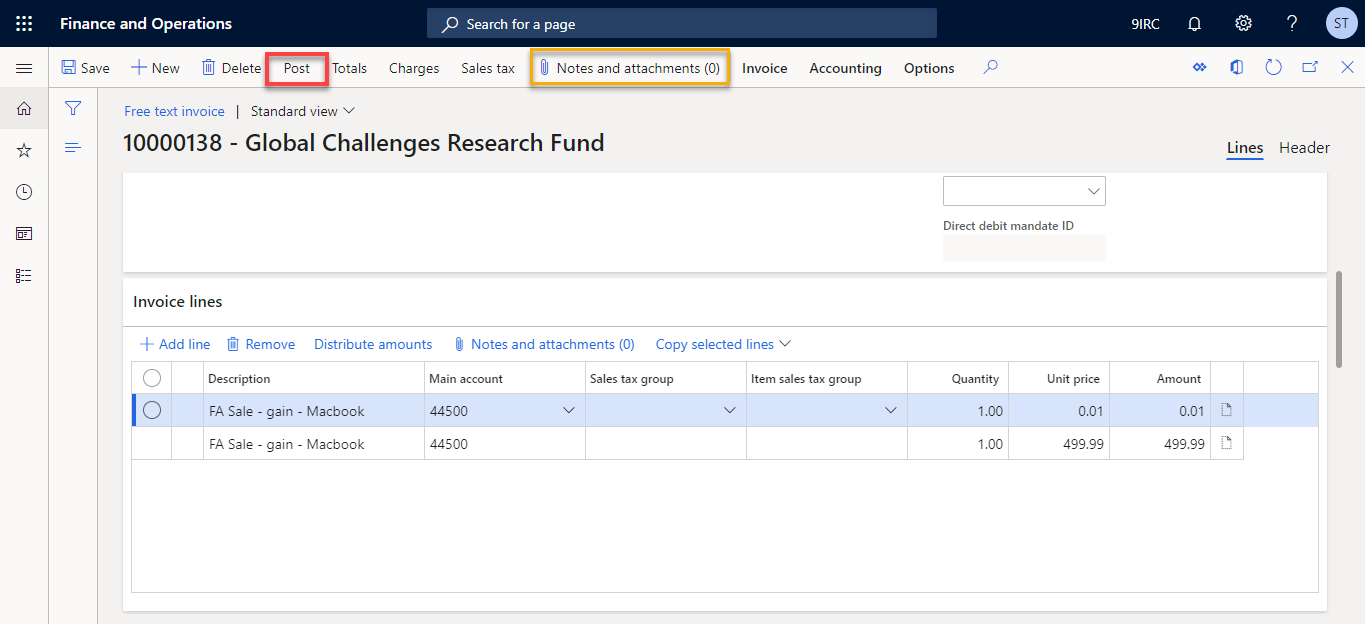 Finance and Operations Search for a page 9IRC ? ST
Save New Delete Post Totals Charges Sales tax Notes and attachments (0) Invoice Accounting Options
Free text invoice | Standard view
10000138 - Global Challenges Research Fund
Lines Header
Direct debit mandate ID
Invoice lines
Add line Remove Distribute amounts Notes and attachments (0) Copy selected lines
Description Main account Sales tax group Item sales tax group Quantity Unit price Amount
FA Sale - gain - Macbook 44500 1.00 0.01 0.01
FA Sale - gain - Macbook 44500 1.00 499.99 499.99